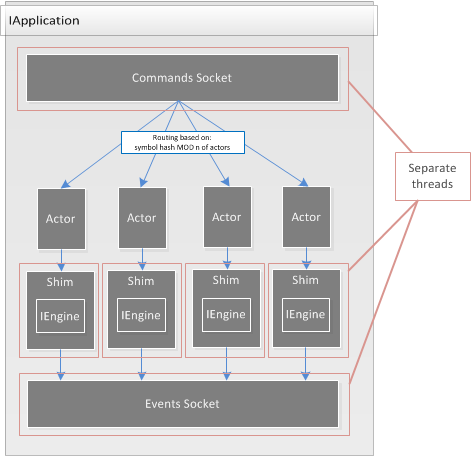 IApplication
Commands Socket
Routing based on:
symbol hash MOD n of actors
Separate
threads
Actor
Actor
Actor
Actor
Shim
Shim
Shim
Shim
IEngine
IEngine
IEngine
IEngine
Events Socket